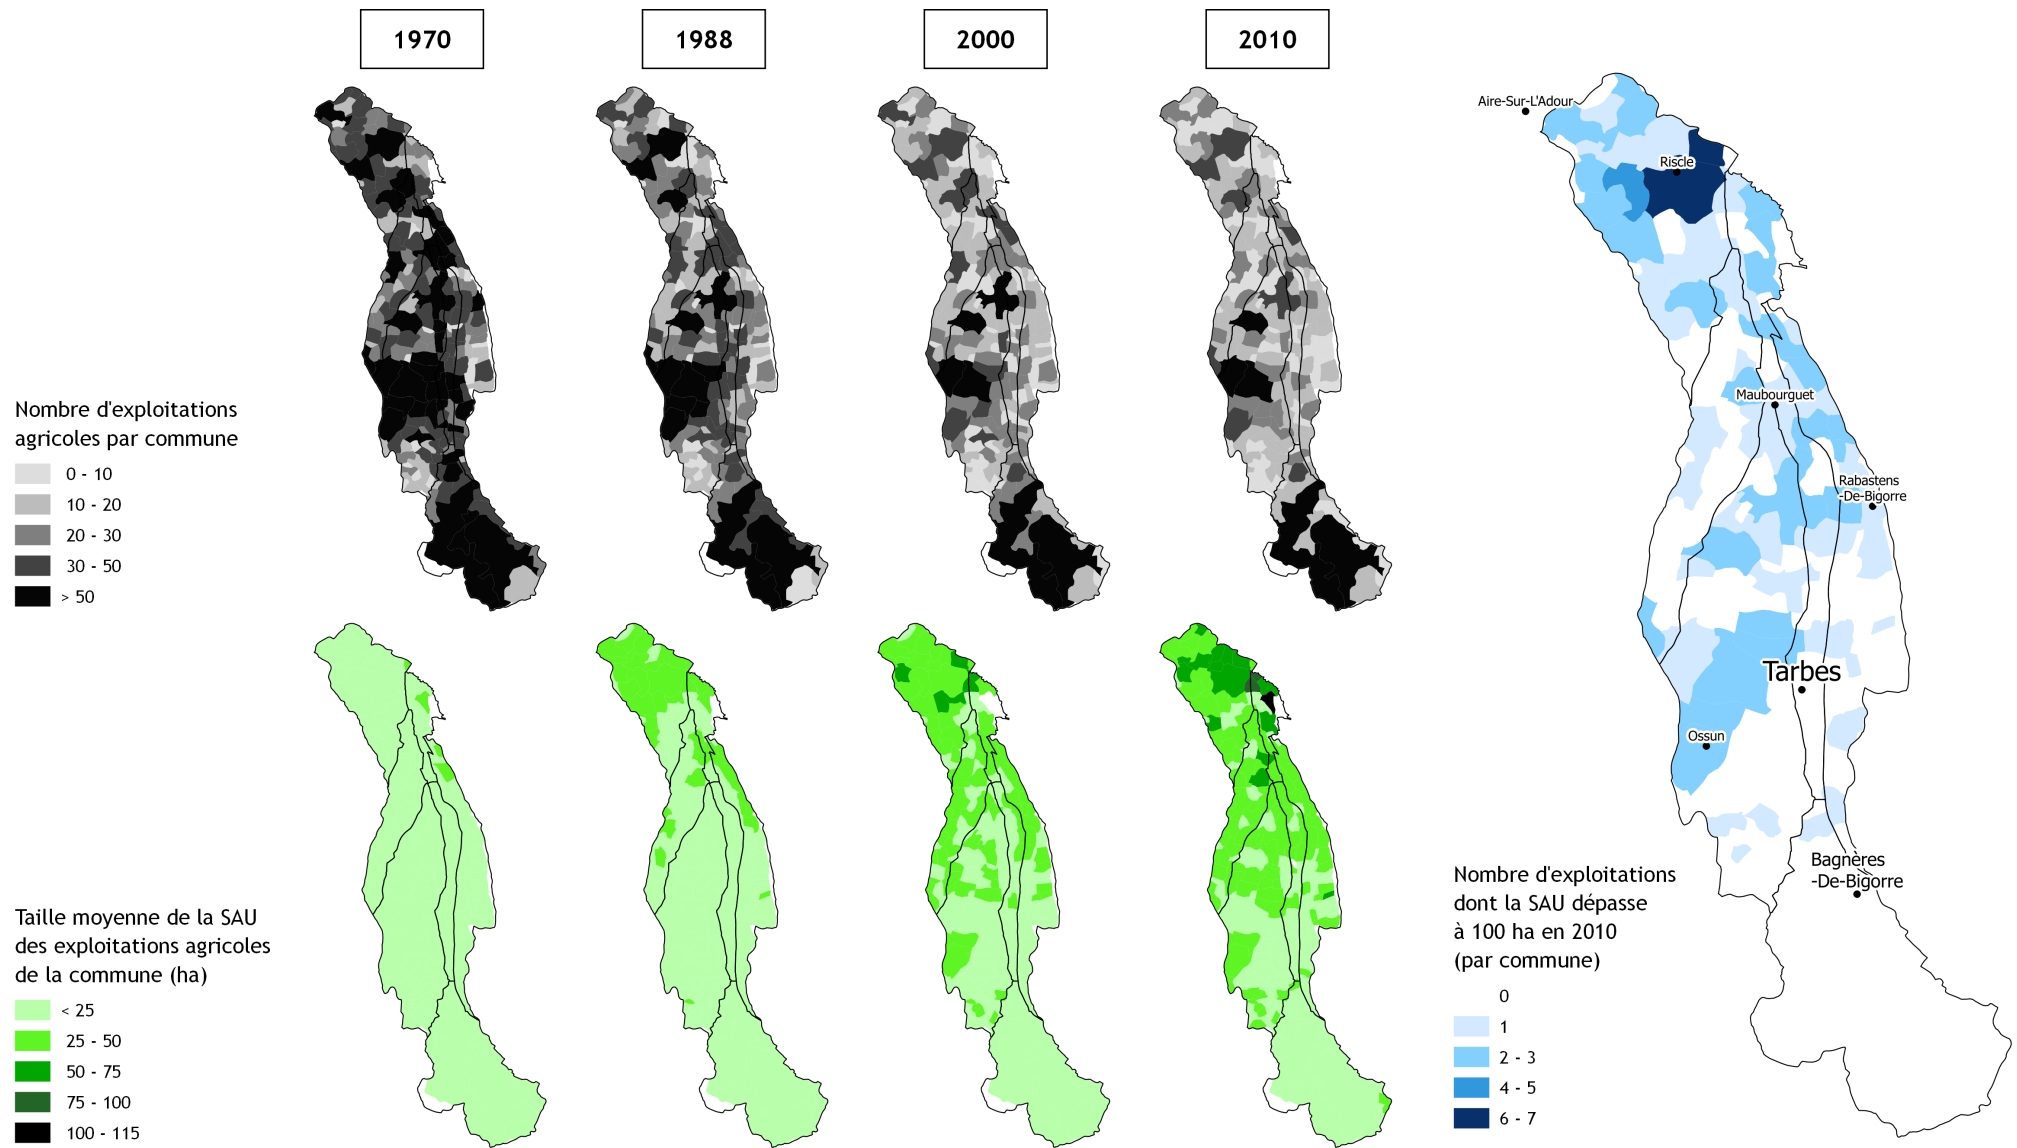 1970
1988
2000
2010
Nombre d'exploitations
agricoles par commune
0 - 10
10 - 20
20 - 30
30 - 50
> 50
Taille moyenne de la SAU
des exploitations agricoles
de la commune (ha)
< 25
25 - 50
50 - 75
75 - 100
100 - 115
Aire-Sur-L'Adour
Riscle
Maubourguet
Rabastens
-De-Bigorre
Tarbes
Ossun
Bagnères
-De-Bigorre
Nombre d'exploitations
dont la SAU dépasse
à 100 ha en 2010
(par commune)
0
1
2 - 3
4 - 5
6 - 7